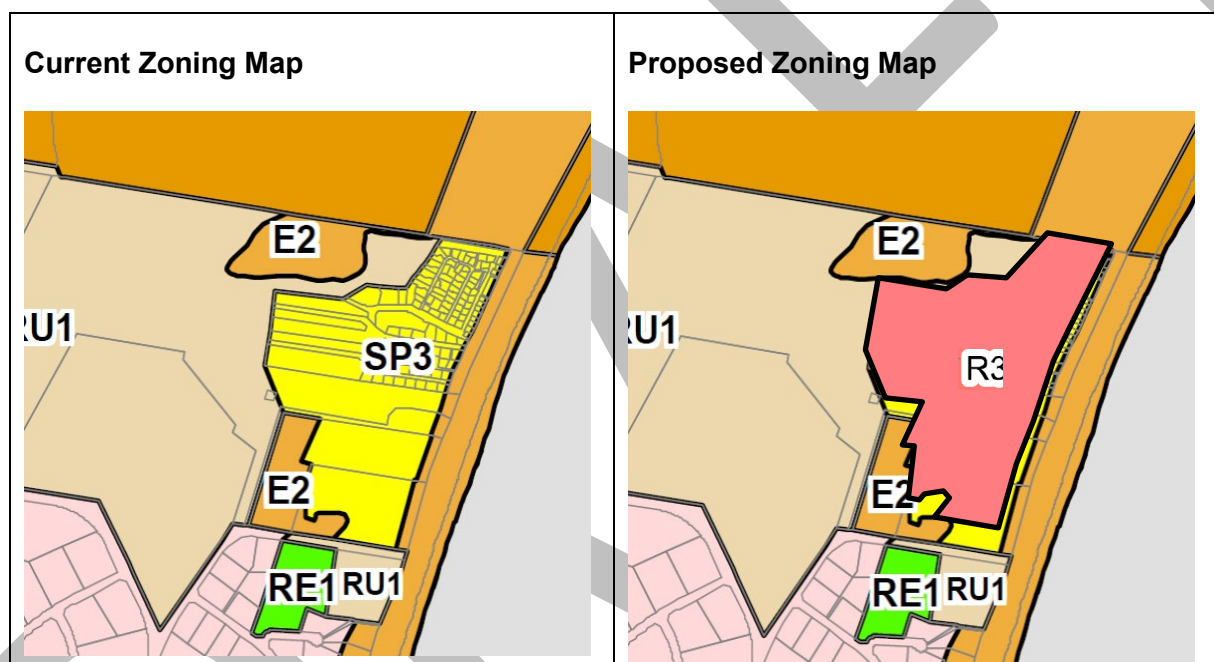 Current Zoning Map
E2
RU1
SP3
E2
RE1 RU1
Proposed Zoning Map
E2
RU1
R3
E2
RE1 RU1